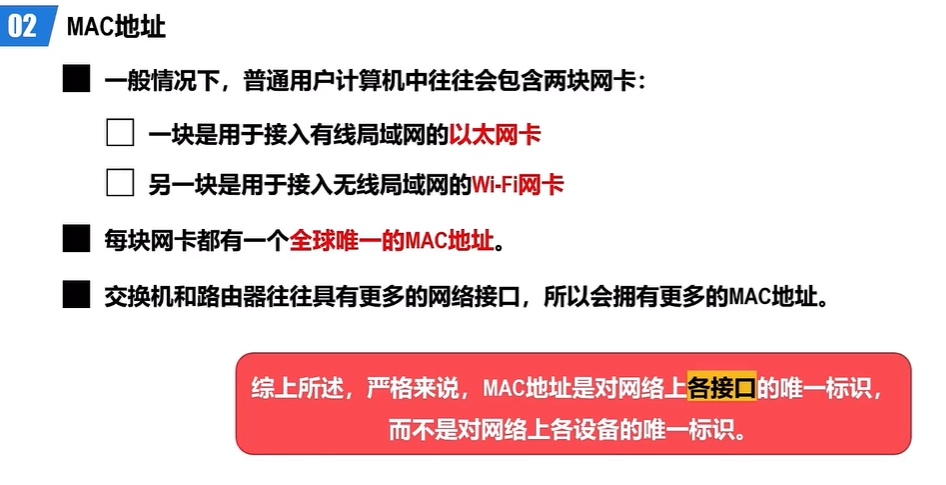 02 MAC地址
一般情况下，普通用户计算机中往往会包含两块网卡：
一块是用于接入有线局域网的以太网卡
另一块是用于接入无线局域网的Wi-Fi网卡
每块网卡都有一个全球唯一的MAC地址。
交换机和路由器往往具有更多的网络接口，所以会拥有更多的MAC地址。
综上所述，严格来说，MAC地址是对网络上各接口的唯一标识，
而不是对网络上各设备的唯一标识。